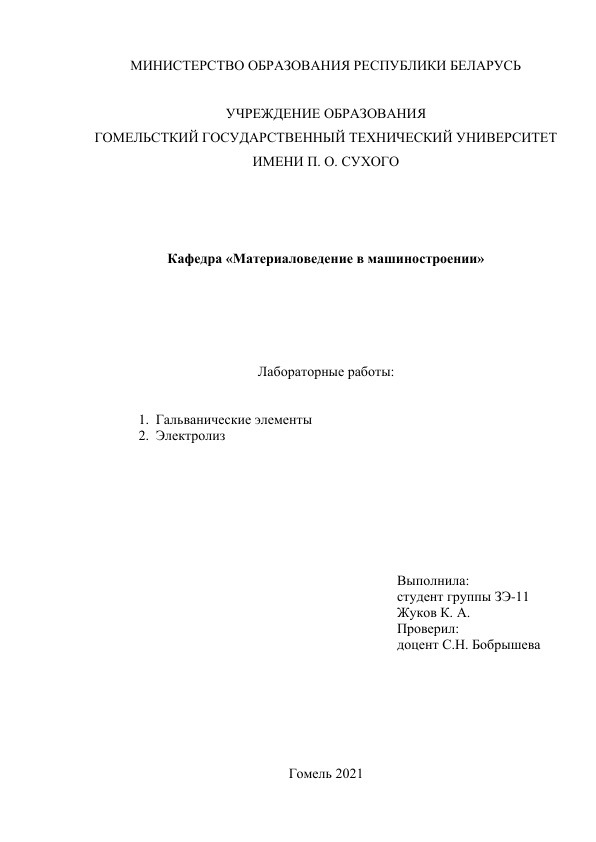 МИНИСТЕРСТВО ОБРАЗОВАНИЯ РЕСПУБЛИКИ БЕЛАРУСЬ
УЧРЕЖДЕНИЕ ОБРАЗОВАНИЯ
ГОМЕЛЬСТКИЙ ГОСУДАРСТВЕННЫЙ ТЕХНИЧЕСКИЙ УНИВЕРСИТЕТ
ИМЕНИ П. О. СУХОГО
Кафедра «Материаловедение в машиностроении»
Лабораторные работы:
1. Гальванические элементы
2. Электролиз
Выполнила:
студент группы ЗЭ-11
Жуков К. А.
Проверил:
доцент С.Н. Бобрышева
Гомель 2021